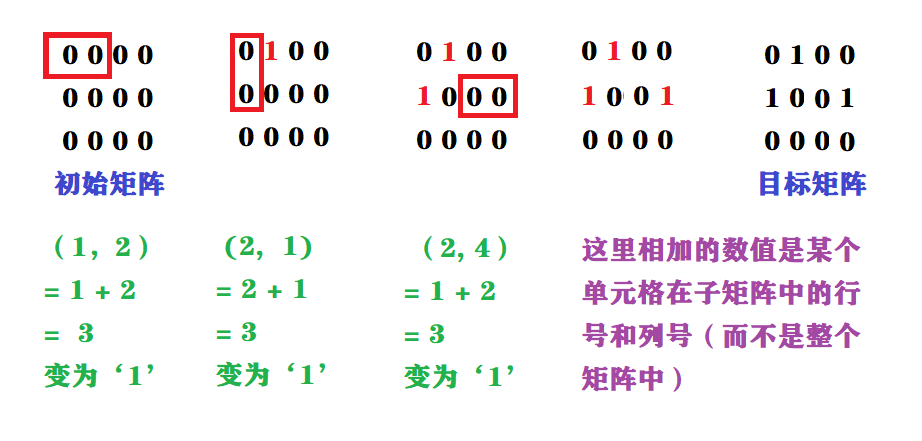 0 0 0 0 0 1 0 0 0 1 0 0 0 1 0 0 0 1 0 0
0 0 0 0 0 0 0 0 1 0 0 0 1 0 0 1 1 0 0 1
0 0 0 0 0 0 0 0 0 0 0 0 0 0 0 0 0 0 0 0
初始矩阵 目标矩阵
（1，2） （2，1） （2,4）
= 1 + 2 = 2 + 1 = 1 + 2
= 3 = 3 = 3
变为‘1’ 变为‘1’ 变为‘1’
这里相加的数值是某个
单元格在子矩阵中的行
号和列号（而不是整个
矩阵中）